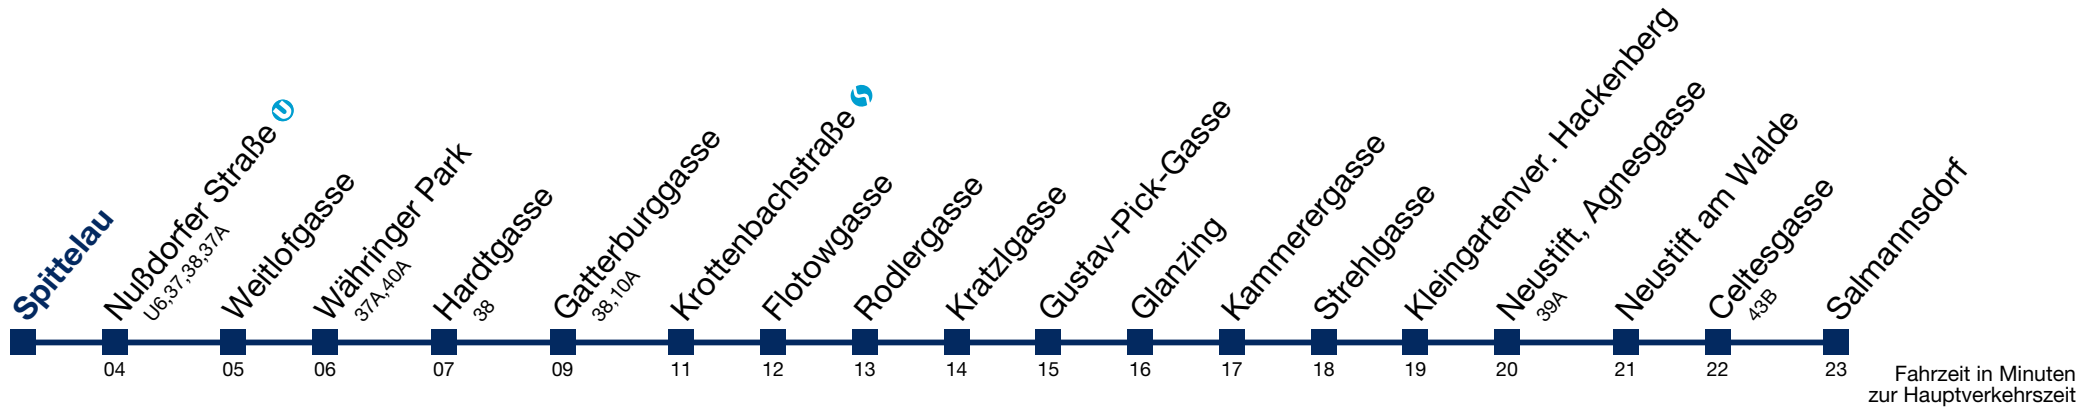 Spittelau
Nußdorfer Straße U
U6,37,38,37A
Weitlofgasse
Währinger Park
37A,40A
Hardtgasse
38
Gatterburggasse
38,10A
Krottenbachstraße S
Flotowgasse
Rodlergasse
Kratzlgasse
Gustav-Pick-Gasse
Glanzing
Kammerergasse
Strehlgasse
Kleingartenver. Hackenberg
Neustift, Agnesgasse
39A
Neustift am Walde
Celtesgasse
43B
Salmannsdorf
04 05 06 07 09 11 12 13 14 15 16 17 18 19 20 21 22 23
Fahrzeit in Minuten
zur Hauptverkehrszeit